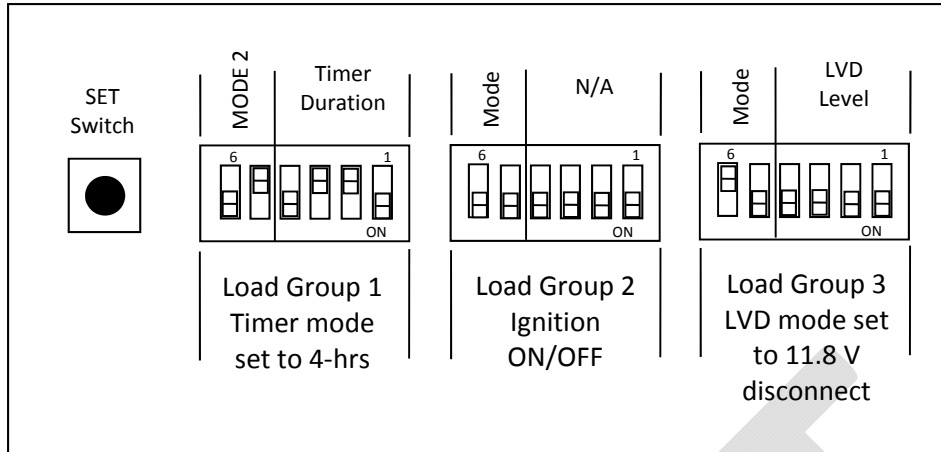 SET
Switch
MODE 2
Timer
Duration
6
1
ON
Load Group 1
Timer mode
set to 4-hrs
Mode
N/A
6
1
ON
Load Group 2
Ignition
ON/OFF
Mode
LVD
Level
6
1
ON
Load Group 3
LVD mode set
to 11.8 V
disconnect